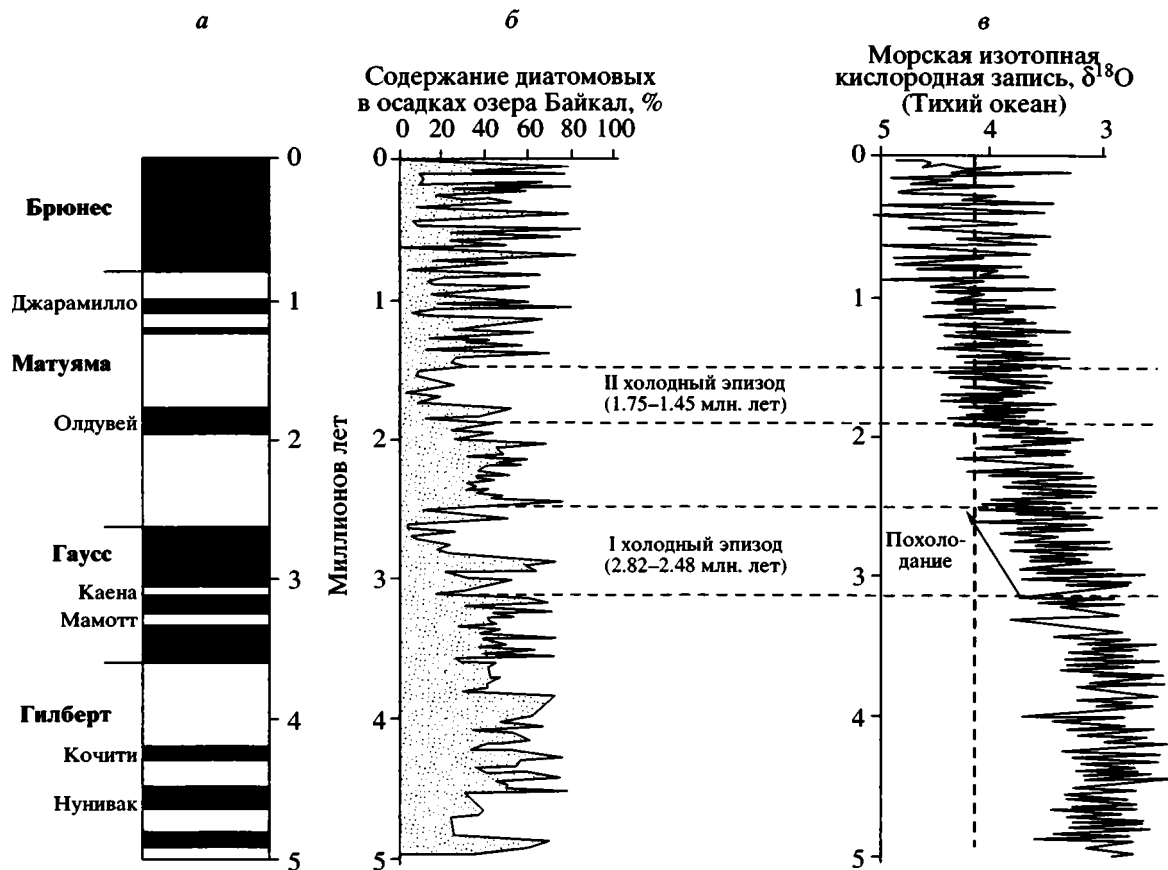 а
б
в
Содержание диатомовых
в осадках озера Байкал, %
0 20 40 60 80 100
Морская изотопная
кислородная запись, δ¹⁸О
(Тихий океан)
5 4 3
Брюнес
Джарамилло
Матуяма
Олдувей
Гаусс
Каена
Мамотт
Гилберт
Кочити
Нунивак
0
1
2
3
4
5
Миллионов лет
0
1
2
3
4
5
II холодный эпизод
(1.75–1.45 млн. лет)
I холодный эпизод
(2.82–2.48 млн. лет)
0
1
2
3
4
5
Похоло-
дание